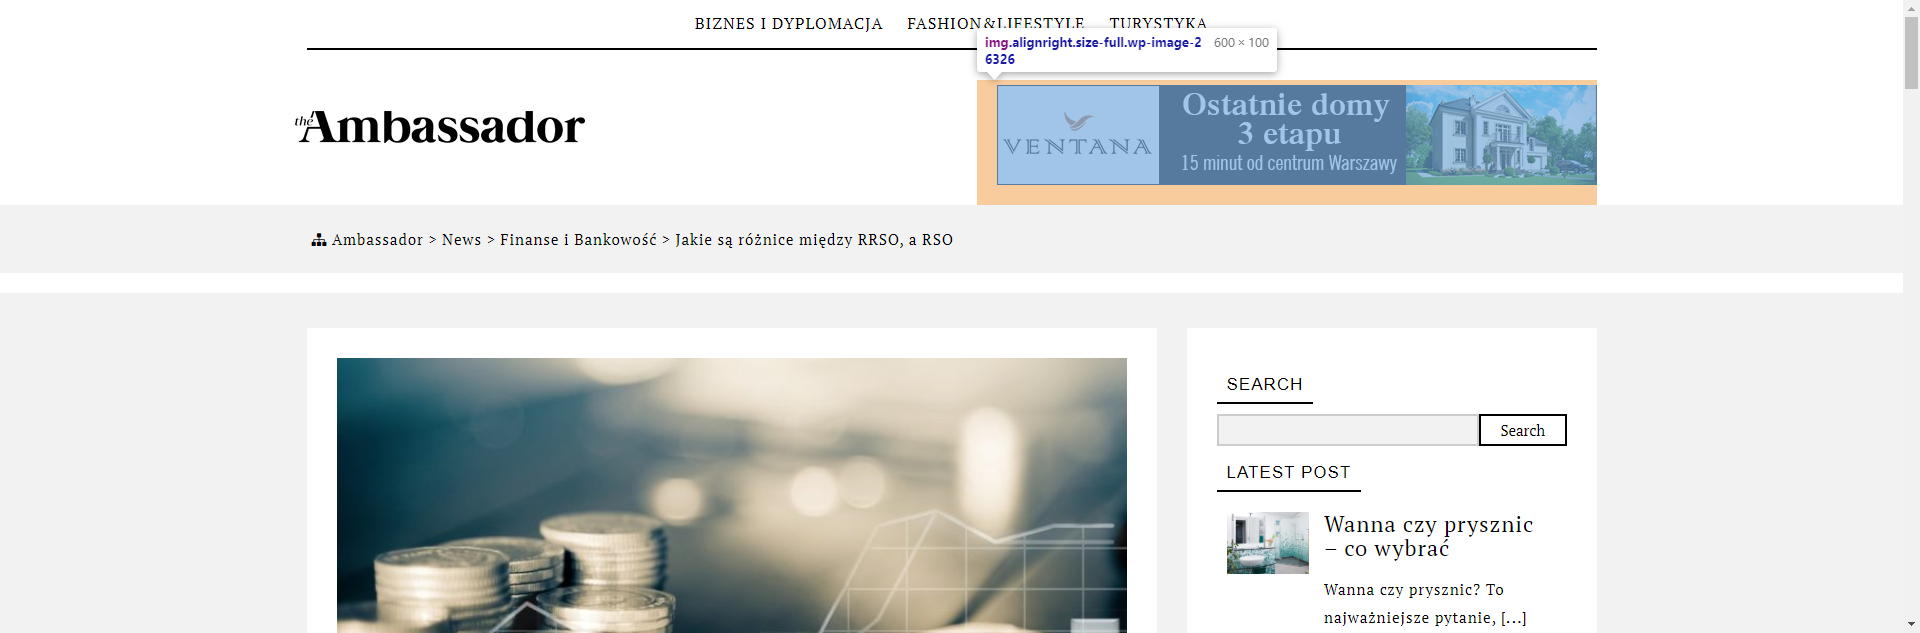 BIZNES I DYPLOMACJA FASHION&LIFESTYLE TURYSTYKA
img.alignright.size-full.wp-image-2 600 × 100
6326
the Ambassador
VENTANA
Ostatnie domy
3 etapu
15 minut od centrum Warszawy
Ambassador > News > Finanse i Bankowość > Jakie są różnice między RRSO, a RSO
SEARCH
Search
LATEST POST
Wanna czy prysznic
– co wybrać
Wanna czy prysznic? To
najważniejsze pytanie, [...]